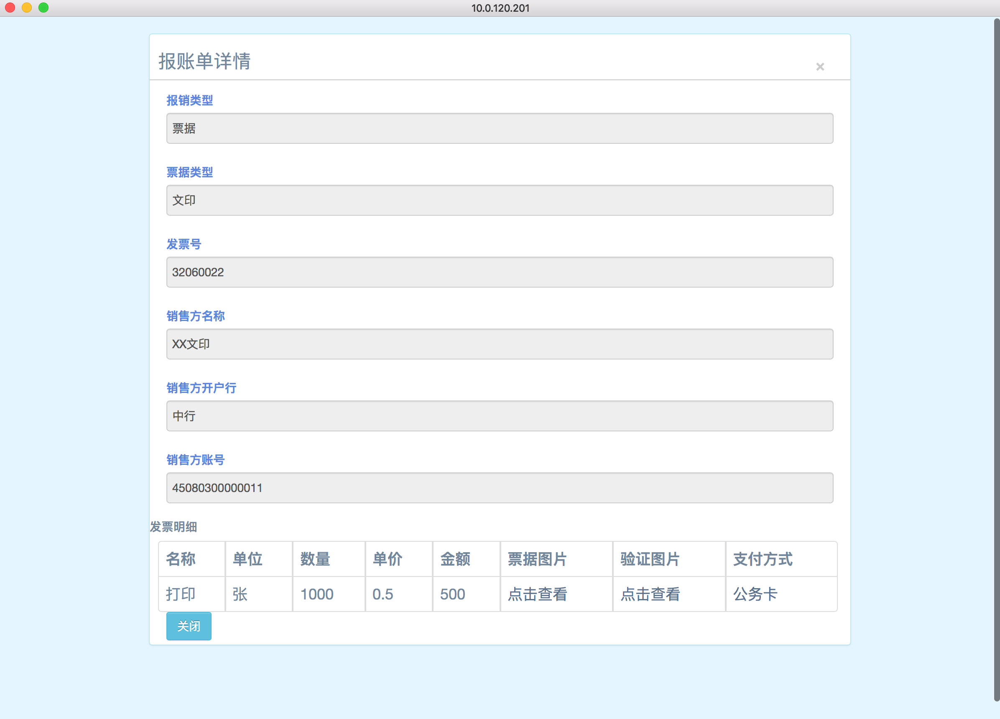 10.0.120.201
报账单详情
×
报销类型
票据
票据类型
文印
发票号
32060022
销售方名称
XX文印
销售方开户行
中行
销售方账号
45080300000011
发票明细
名称 单位 数量 单价 金额 票据图片 验证图片 支付方式
打印 张 1000 0.5 500 点击查看 点击查看 公务卡
关闭